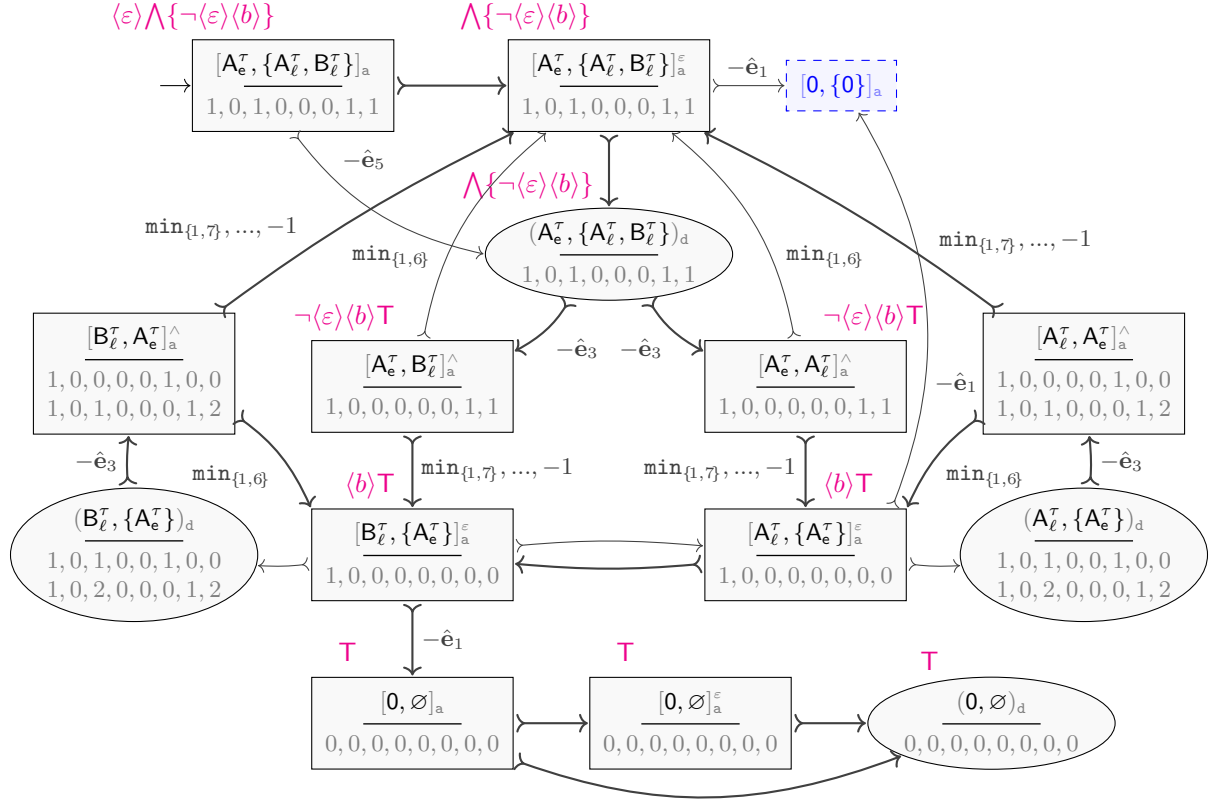 ⟨ε⟩⋀{¬⟨ε⟩⟨b⟩}
⋀{¬⟨ε⟩⟨b⟩}
[A_e^τ, {A_ℓ^τ, B_ℓ^τ}]_a
1, 0, 1, 0, 0, 0, 1, 1
[A_e^τ, {A_ℓ^τ, B_ℓ^τ}]_a^ε
1, 0, 1, 0, 0, 0, 1, 1
−ê_1
[0, {0}]_a
−ê_5
⋀{¬⟨ε⟩⟨b⟩}
min_{1,7}, ..., −1
min_{1,6}
(A_e^τ, {A_ℓ^τ, B_ℓ^τ})_d
1, 0, 1, 0, 0, 0, 1, 1
min_{1,6}
min_{1,7}, ..., −1
¬⟨ε⟩⟨b⟩T
¬⟨ε⟩⟨b⟩T
[B_ℓ^τ, A_e^τ]_a^∧
1, 0, 0, 0, 0, 1, 0, 0
1, 0, 1, 0, 0, 0, 1, 2
[A_e^τ, B_ℓ^τ]_a^∧
1, 0, 0, 0, 0, 0, 1, 1
−ê_3
−ê_3
[A_e^τ, A_ℓ^τ]_a^∧
1, 0, 0, 0, 0, 0, 1, 1
−ê_1
[A_ℓ^τ, A_e^τ]_a^∧
1, 0, 0, 0, 0, 1, 0, 0
1, 0, 1, 0, 0, 0, 1, 2
−ê_3
min_{1,6}
⟨b⟩T
min_{1,7}, ..., −1
min_{1,7}, ..., −1
⟨b⟩T
min_{1,6}
−ê_3
(B_ℓ^τ, {A_e^τ})_d
1, 0, 1, 0, 0, 1, 0, 0
1, 0, 2, 0, 0, 0, 1, 2
[B_ℓ^τ, {A_e^τ}]_a^ε
1, 0, 0, 0, 0, 0, 0, 0
[A_ℓ^τ, {A_e^τ}]_a^ε
1, 0, 0, 0, 0, 0, 0, 0
(A_ℓ^τ, {A_e^τ})_d
1, 0, 1, 0, 0, 1, 0, 0
1, 0, 2, 0, 0, 0, 1, 2
−ê_1
T
T
T
[0, ∅]_a
0, 0, 0, 0, 0, 0, 0, 0
[0, ∅]_a^ε
0, 0, 0, 0, 0, 0, 0, 0
(0, ∅)_d
0, 0, 0, 0, 0, 0, 0, 0